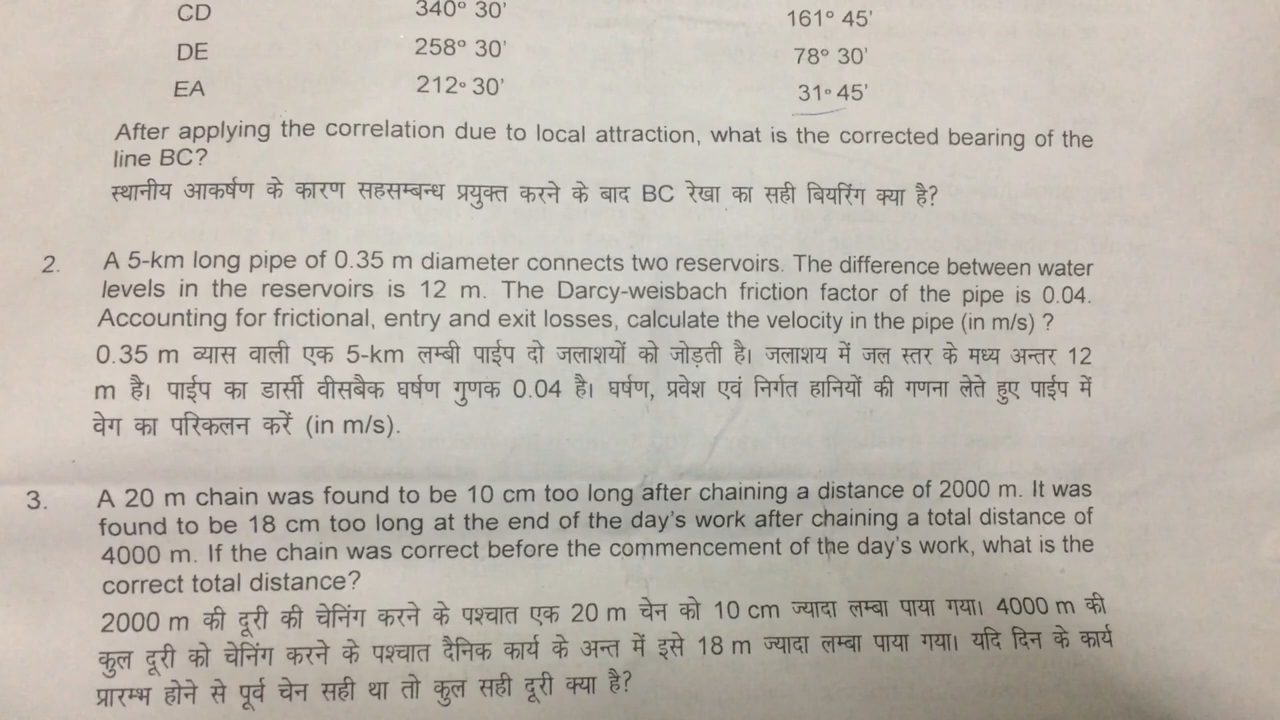 CD 340° 30' 161° 45'
DE 258° 30' 78° 30'
EA 212° 30' 31° 45'
After applying the correlation due to local attraction, what is the corrected bearing of the
line BC?
स्थानीय आकर्षण के कारण सहसम्बन्ध प्रयुक्त करने के बाद BC रेखा का सही बियरिंग क्या है?
2. A 5-km long pipe of 0.35 m diameter connects two reservoirs. The difference between water
levels in the reservoirs is 12 m. The Darcy-weisbach friction factor of the pipe is 0.04.
Accounting for frictional, entry and exit losses, calculate the velocity in the pipe (in m/s) ?
0.35 m व्यास वाली एक 5-km लम्बी पाईप दो जलाशयों को जोड़ती है। जलाशय में जल स्तर के मध्य अन्तर 12
m है। पाईप का डार्सी वीसबैक घर्षण गुणक 0.04 है। घर्षण, प्रवेश एवं निर्गत हानियों की गणना लेते हुए पाईप में
वेग का परिकलन करें (in m/s).
3. A 20 m chain was found to be 10 cm too long after chaining a distance of 2000 m. It was
found to be 18 cm too long at the end of the day's work after chaining a total distance of
4000 m. If the chain was correct before the commencement of the day's work, what is the
correct total distance?
2000 m की दूरी की चेनिंग करने के पश्चात एक 20 m चेन को 10 cm ज्यादा लम्बा पाया गया। 4000 m की
कुल दूरी को चेनिंग करने के पश्चात दैनिक कार्य के अन्त में इसे 18 m ज्यादा लम्बा पाया गया। यदि दिन के कार्य
प्रारम्भ होने से पूर्व चेन सही था तो कुल सही दूरी क्या है?